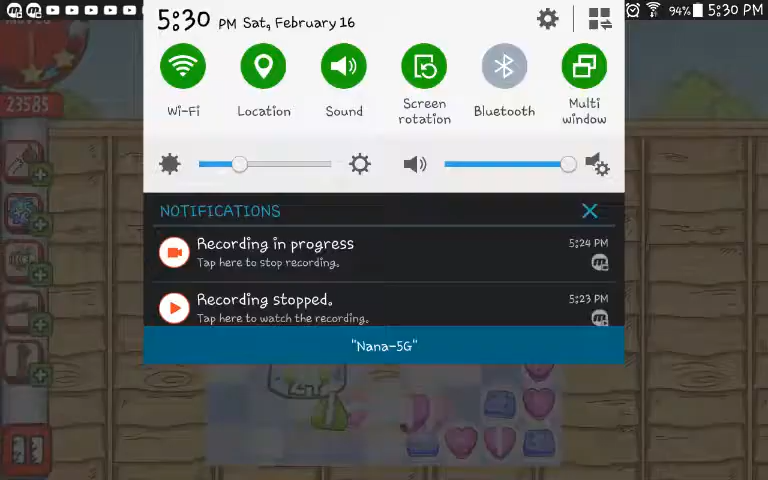 5:30 PM Sat, February 16
94% 5:30 PM
Wi-Fi
Location
Sound
Screen rotation
Bluetooth
Multi window
23585
NOTIFICATIONS
Recording in progress
5:24 PM
Tap here to stop recording.
Recording stopped.
5:23 PM
Tap here to watch the recording.
"Nana-5G"